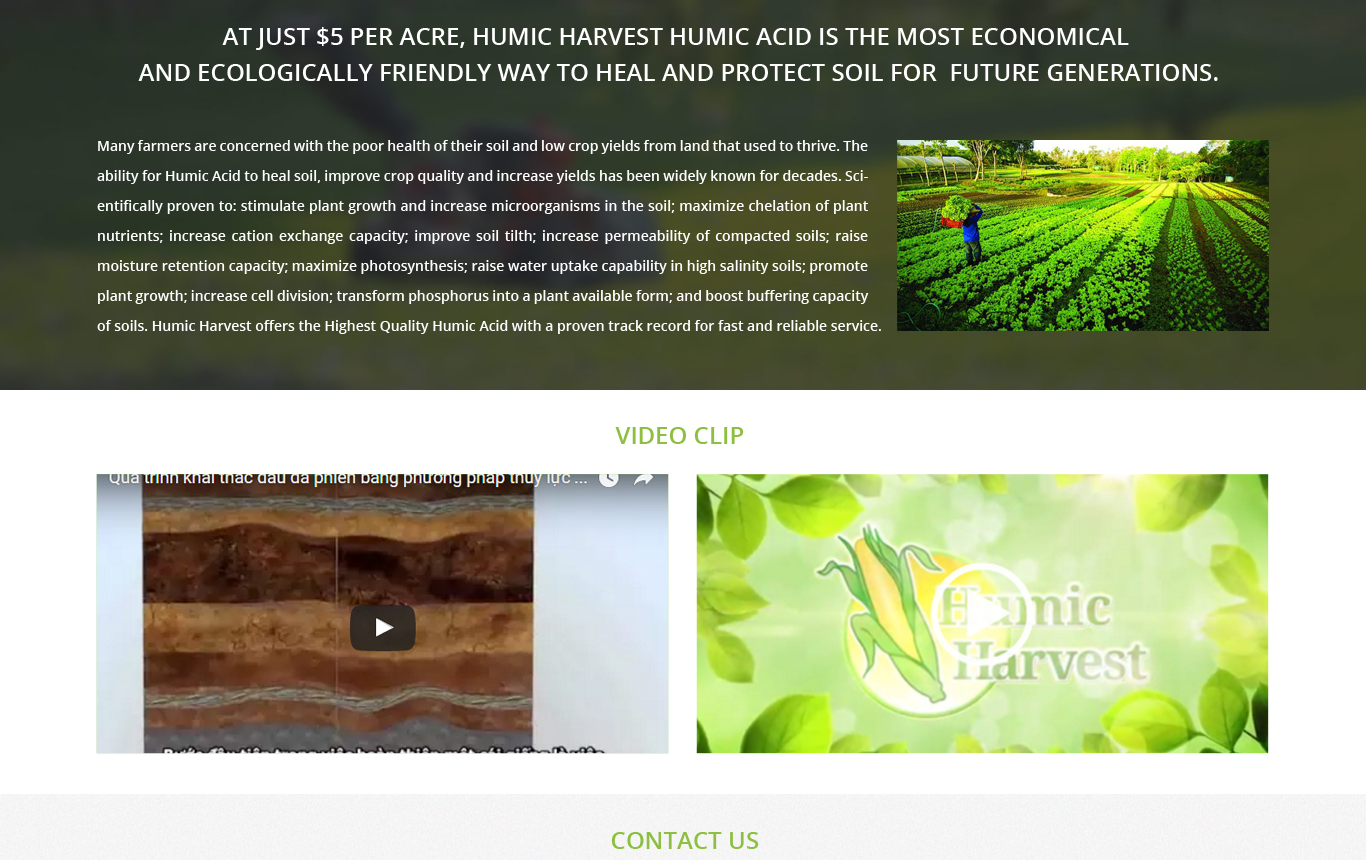 AT JUST $5 PER ACRE, HUMIC HARVEST HUMIC ACID IS THE MOST ECONOMICAL
AND ECOLOGICALLY FRIENDLY WAY TO HEAL AND PROTECT SOIL FOR FUTURE GENERATIONS.
Many farmers are concerned with the poor health of their soil and low crop yields from land that used to thrive. The
ability for Humic Acid to heal soil, improve crop quality and increase yields has been widely known for decades. Sci-
entifically proven to: stimulate plant growth and increase microorganisms in the soil; maximize chelation of plant
nutrients; increase cation exchange capacity; improve soil tilth; increase permeability of compacted soils; raise
moisture retention capacity; maximize photosynthesis; raise water uptake capability in high salinity soils; promote
plant growth; increase cell division; transform phosphorus into a plant available form; and boost buffering capacity
of soils. Humic Harvest offers the Highest Quality Humic Acid with a proven track record for fast and reliable service.
VIDEO CLIP
Quá trình khai thác dầu đá phiến bằng phương pháp thủy lực ...
Humic
Harvest
CONTACT US